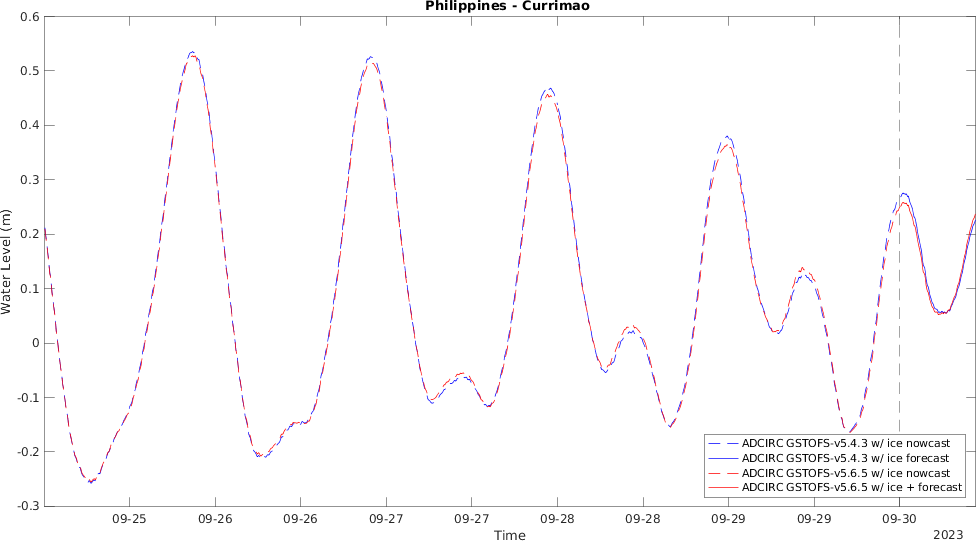 Philippines - Currimao
0.6
0.5
0.4
0.3
0.2
0.1
0
-0.1
-0.2
-0.3
Water Level (m)
ADCIRC GSTOFS-v5.4.3 w/ ice nowcast
ADCIRC GSTOFS-v5.4.3 w/ ice forecast
ADCIRC GSTOFS-v5.6.5 w/ ice nowcast
ADCIRC GSTOFS-v5.6.5 w/ ice + forecast
09-25 09-26 09-26 09-27 09-27 09-28 09-28 09-29 09-29 09-30
Time
2023